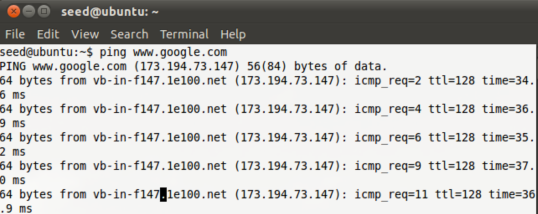 seed@ubuntu: ~
File Edit View Search Terminal Help
seed@ubuntu:~$ ping www.google.com
PING www.google.com (173.194.73.147) 56(84) bytes of data.
64 bytes from vb-in-f147.1e100.net (173.194.73.147): icmp_req=2 ttl=128 time=34.
6 ms
64 bytes from vb-in-f147.1e100.net (173.194.73.147): icmp_req=4 ttl=128 time=36.
9 ms
64 bytes from vb-in-f147.1e100.net (173.194.73.147): icmp_req=6 ttl=128 time=35.
2 ms
64 bytes from vb-in-f147.1e100.net (173.194.73.147): icmp_req=9 ttl=128 time=37.
0 ms
64 bytes from vb-in-f147.1e100.net (173.194.73.147): icmp_req=11 ttl=128 time=36
.9 ms